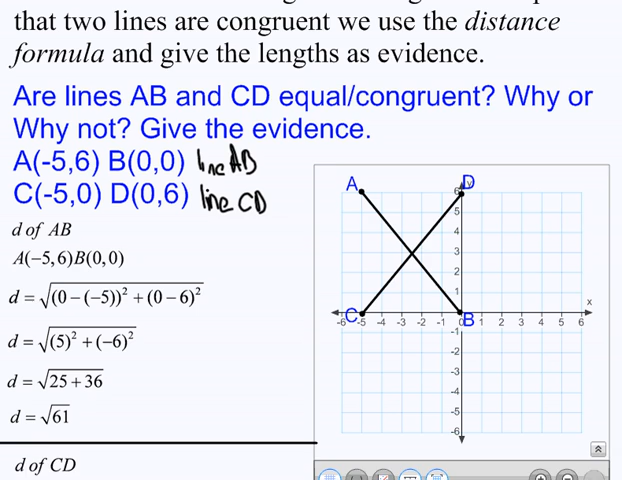 that two lines are congruent we use the distance
formula and give the lengths as evidence.
Are lines AB and CD equal/congruent? Why or
Why not? Give the evidence.
A(-5,6) B(0,0) line AB
C(-5,0) D(0,6) line CD
d of AB
A(−5,6)B(0,0)
d = √(0−(−5))² + (0−6)²
d = √(5)² + (−6)²
d = √25 + 36
d = √61
d of CD
A D y
6
5
4
3
2
1
x
C B
-6 -5 -4 -3 -2 -1 0 1 2 3 4 5 6
-1
-2
-3
-4
-5
-6